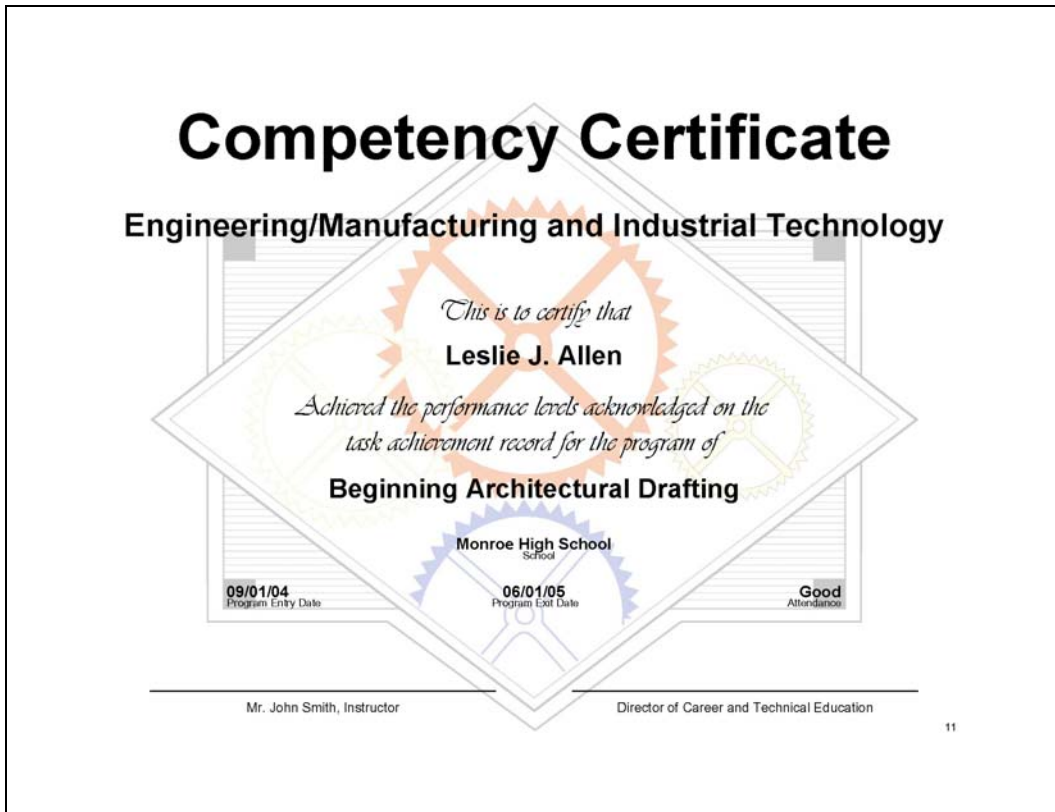 Competency Certificate
Engineering/Manufacturing and Industrial Technology
This is to certify that
Leslie J. Allen
Achieved the performance levels acknowledged on the
task achievement record for the program of
Beginning Architectural Drafting
Monroe High School
School
09/01/04 06/01/05 Good
Program Entry Date Program Exit Date Attendance
Mr. John Smith, Instructor Director of Career and Technical Education
11